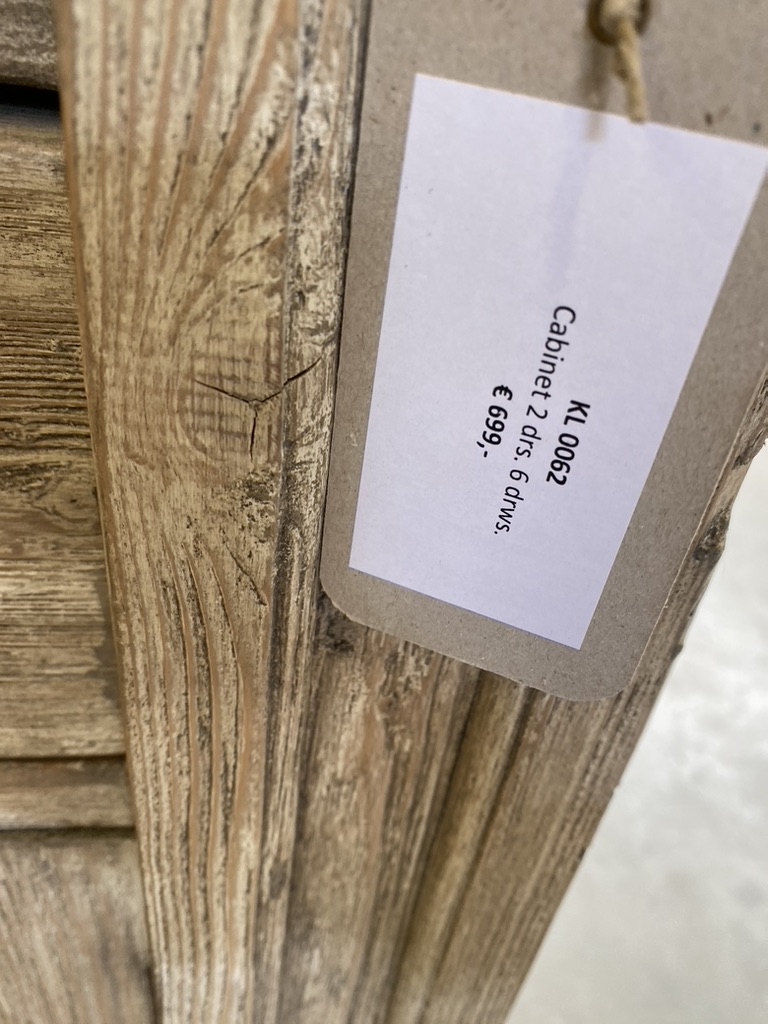 KL 0062
Cabinet 2 drs. 6 drws.
€ 699,-